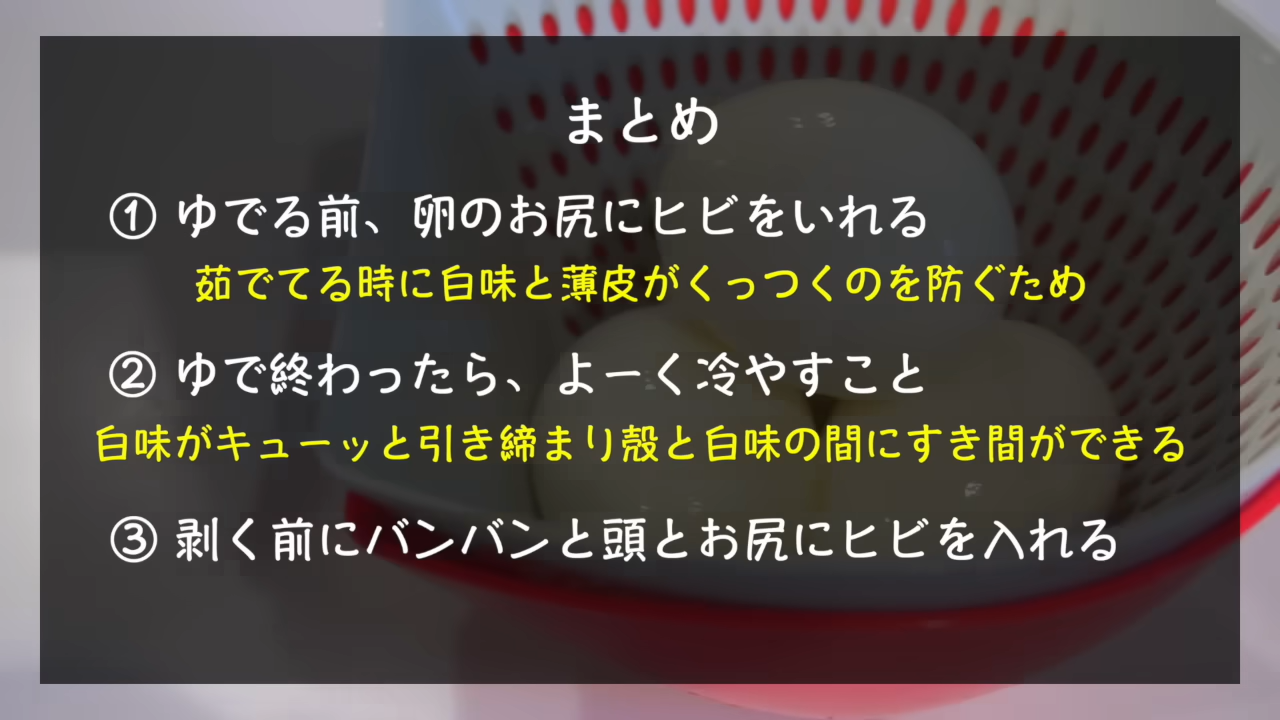 まとめ
① ゆでる前、卵のお尻にヒビをいれる
茹でてる時に白味と薄皮がくっつくのを防ぐため
② ゆで終わったら、よーく冷やすこと
白味がキューッと引き締まり殻と白味の間にすき間ができる
③ 剥く前にバンバンと頭とお尻にヒビを入れる